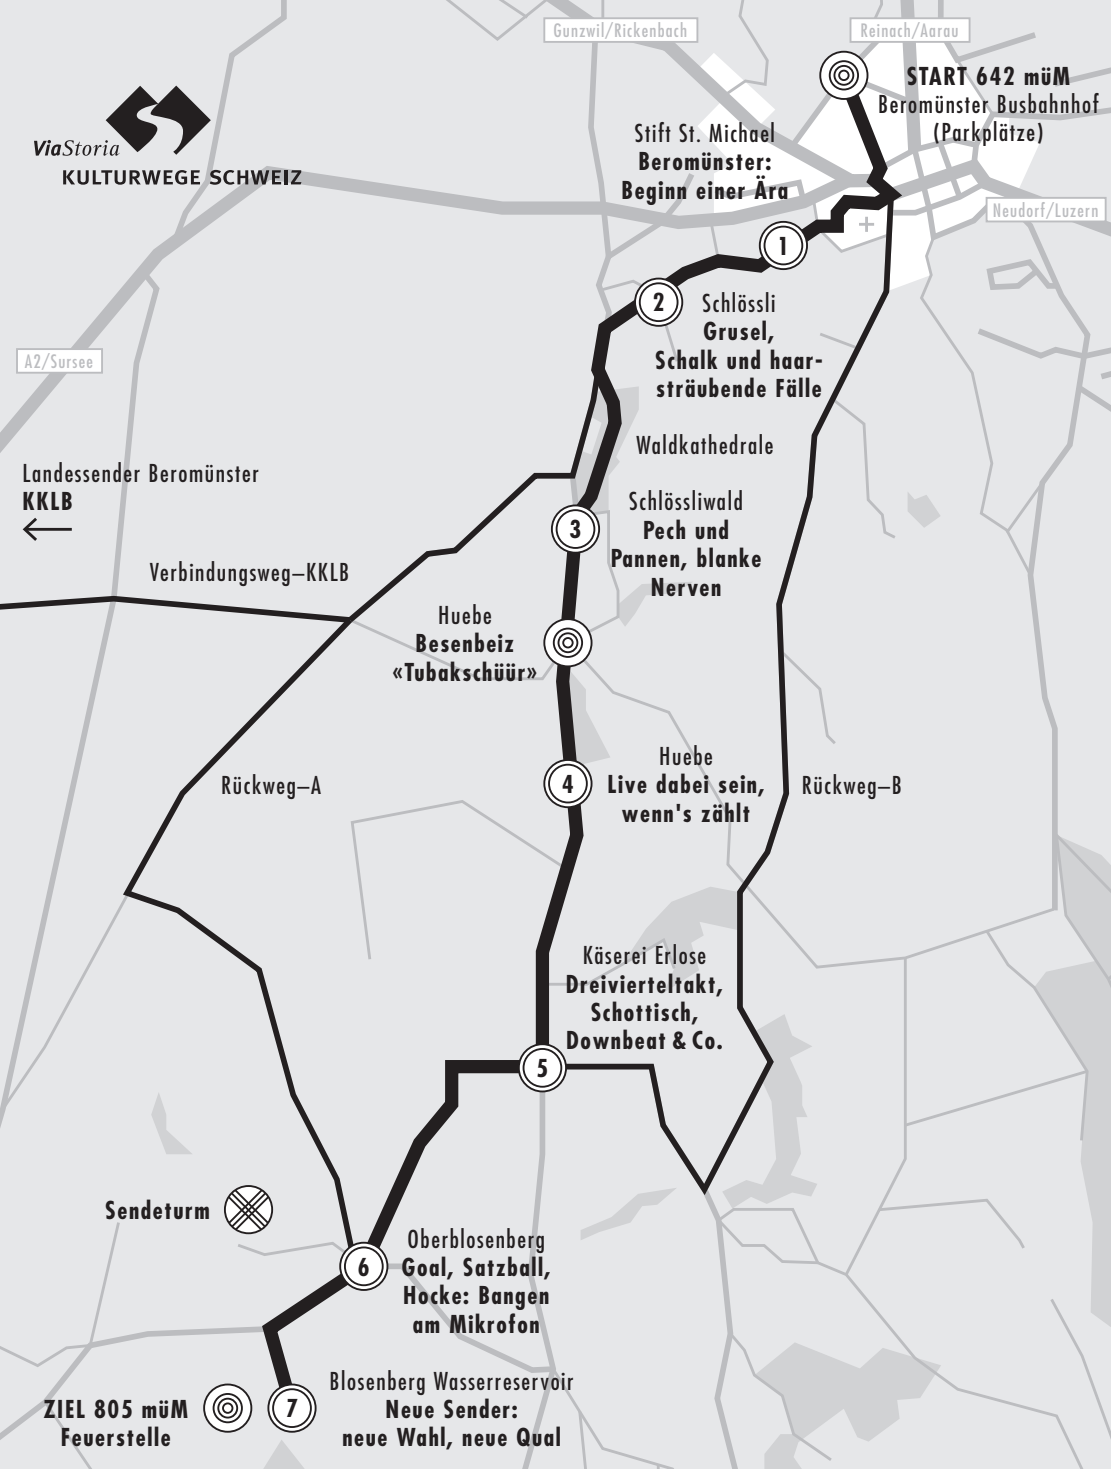 Gunzwil/Rickenbach
Reinach/Aarau
START 642 müM
Beromünster Busbahnhof
(Parkplätze)
ViaStoria
KULTURWEGE SCHWEIZ
Stift St. Michael
Beromünster:
Beginn einer Ära
Neudorf/Luzern
1
2
Schlössli
Grusel,
Schalk und haar-
sträubende Fälle
A2/Sursee
Waldkathedrale
Landessender Beromünster
KKLB
Schlössliwald
Pech und
Pannen, blanke
Nerven
3
Verbindungsweg–KKLB
Huebe
Besenbeiz
«Tubakschüür»
Huebe
Live dabei sein,
wenn's zählt
4
Rückweg–A
Rückweg–B
Käserei Erlose
Dreivierteltakt,
Schottisch,
Downbeat & Co.
5
Sendeturm
6
Oberblosenberg
Goal, Satzball,
Hocke: Bangen
am Mikrofon
ZIEL 805 müM
Feuerstelle
7
Blosenberg Wasserreservoir
Neue Sender:
neue Wahl, neue Qual